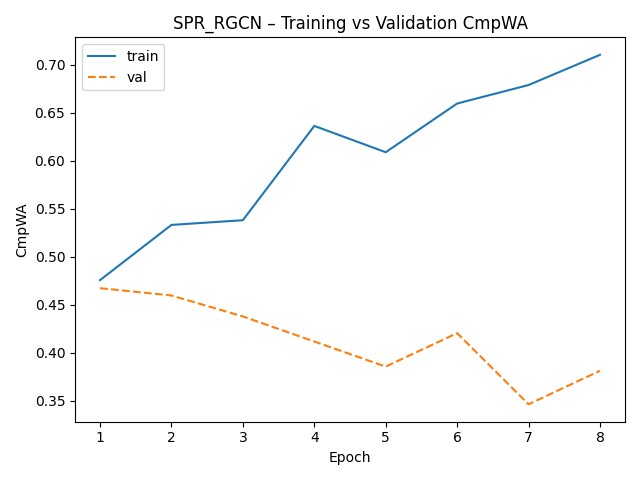 SPR_RGCN – Training vs Validation CmpWA
train
val
CmpWA
0.70
0.65
0.60
0.55
0.50
0.45
0.40
0.35
1 2 3 4 5 6 7 8
Epoch